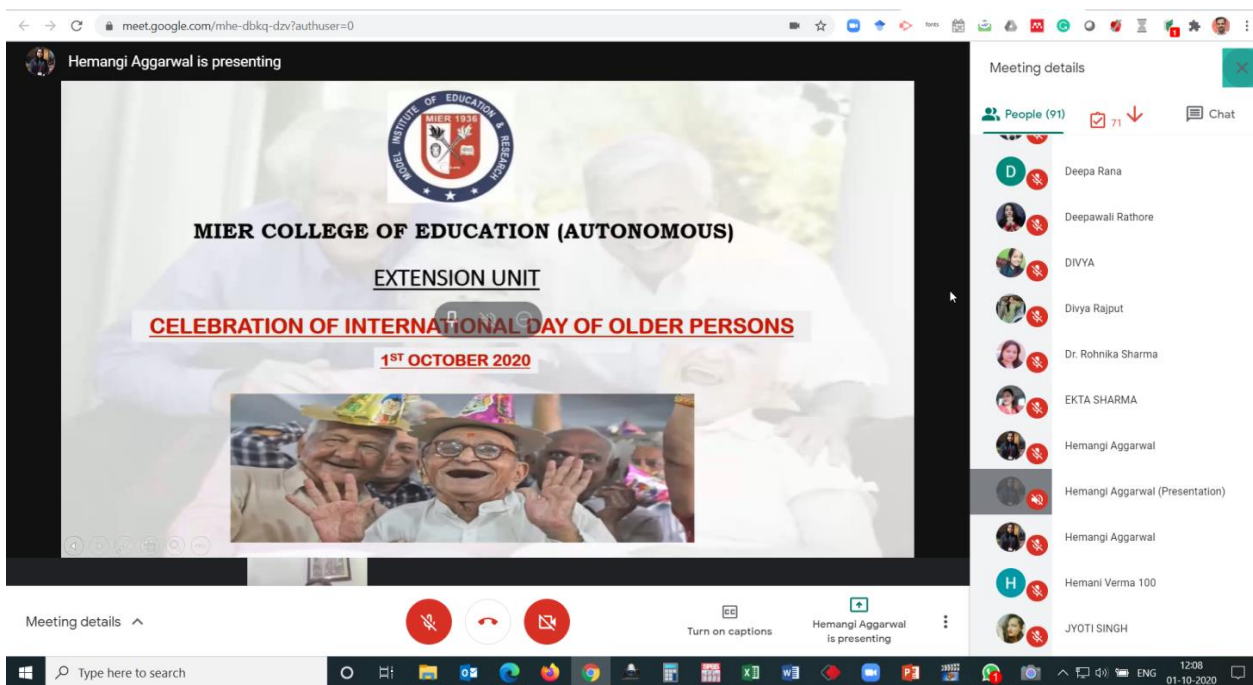 meet.google.com/mhe-dbkq-dzv?authuser=0
fonts
1
Hemangi Aggarwal is presenting
MODEL INSTITUTE OF EDUCATION & RESEARCH
MIER 1936
MIER COLLEGE OF EDUCATION (AUTONOMOUS)
EXTENSION UNIT
CELEBRATION OF INTERNATIONAL DAY OF OLDER PERSONS
1ST OCTOBER 2020
Meeting details
People (91)
71
Chat
D
Deepa Rana
Deepawali Rathore
DIVYA
Divya Rajput
Dr. Rohnika Sharma
EKTA SHARMA
Hemangi Aggarwal
Hemangi Aggarwal (Presentation)
Hemangi Aggarwal
H
Hemani Verma 100
JYOTI SINGH
Meeting details
CC
Turn on captions
Hemangi Aggarwal
is presenting
Type here to search
ENG
12:08
01-10-2020